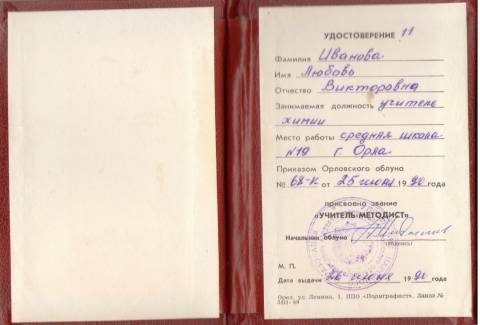 УДОСТОВЕРЕНИЕ 11
Фамилия Иванова
Имя Любовь
Отчество Викторовна
Занимаемая должность учитель
химии
Место работы средняя школа
№19 г. Орла
Приказом Орловского облуно
№ 68-к от 25 июня 1990 года
присвоено звание
«УЧИТЕЛЬ-МЕТОДИСТ»
Начальник облуно
(подпись)
М. П.
Дата выдачи 26 июня 1990 года
Орел, ул. Ленина, 1, ППО «Полиграфист». Заказ №